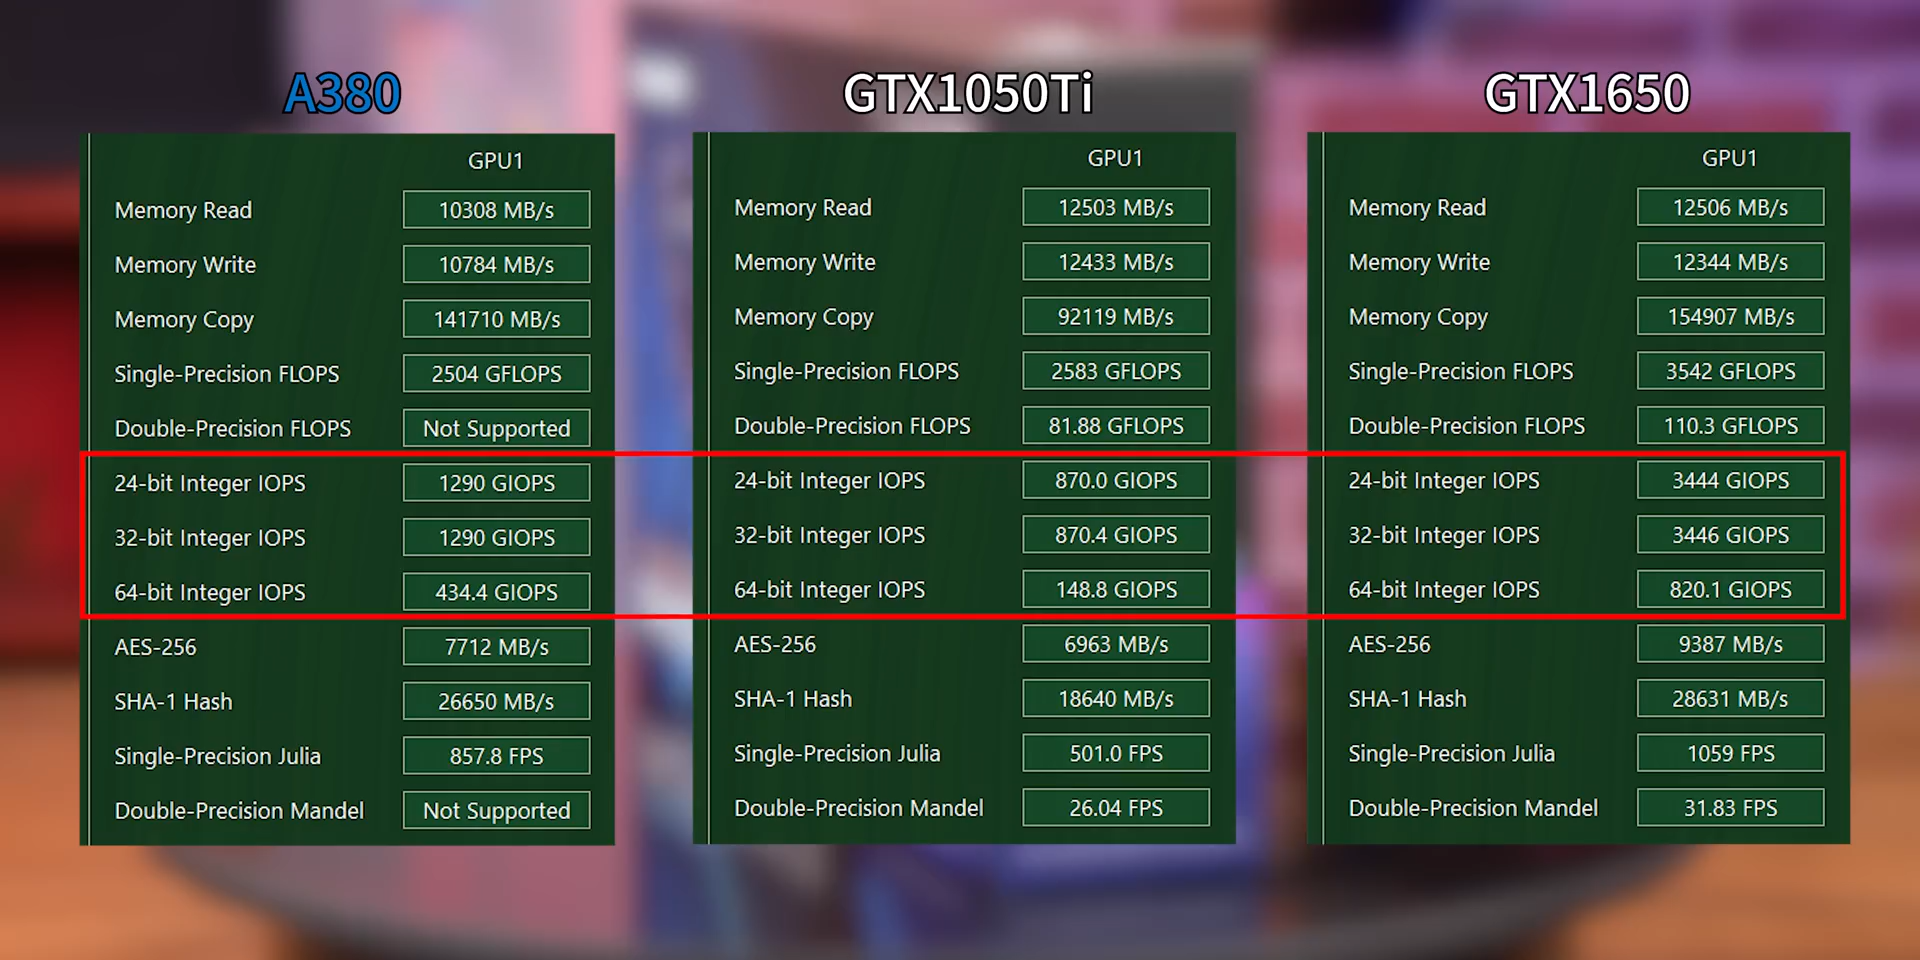 A380
GPU1
Memory Read 10308 MB/s
Memory Write 10784 MB/s
Memory Copy 141710 MB/s
Single-Precision FLOPS 2504 GFLOPS
Double-Precision FLOPS Not Supported
24-bit Integer IOPS 1290 GIOPS
32-bit Integer IOPS 1290 GIOPS
64-bit Integer IOPS 434.4 GIOPS
AES-256 7712 MB/s
SHA-1 Hash 26650 MB/s
Single-Precision Julia 857.8 FPS
Double-Precision Mandel Not Supported
GTX1050Ti
GPU1
Memory Read 12503 MB/s
Memory Write 12433 MB/s
Memory Copy 92119 MB/s
Single-Precision FLOPS 2583 GFLOPS
Double-Precision FLOPS 81.88 GFLOPS
24-bit Integer IOPS 870.0 GIOPS
32-bit Integer IOPS 870.4 GIOPS
64-bit Integer IOPS 148.8 GIOPS
AES-256 6963 MB/s
SHA-1 Hash 18640 MB/s
Single-Precision Julia 501.0 FPS
Double-Precision Mandel 26.04 FPS
GTX1650
GPU1
Memory Read 12506 MB/s
Memory Write 12344 MB/s
Memory Copy 154907 MB/s
Single-Precision FLOPS 3542 GFLOPS
Double-Precision FLOPS 110.3 GFLOPS
24-bit Integer IOPS 3444 GIOPS
32-bit Integer IOPS 3446 GIOPS
64-bit Integer IOPS 820.1 GIOPS
AES-256 9387 MB/s
SHA-1 Hash 28631 MB/s
Single-Precision Julia 1059 FPS
Double-Precision Mandel 31.83 FPS